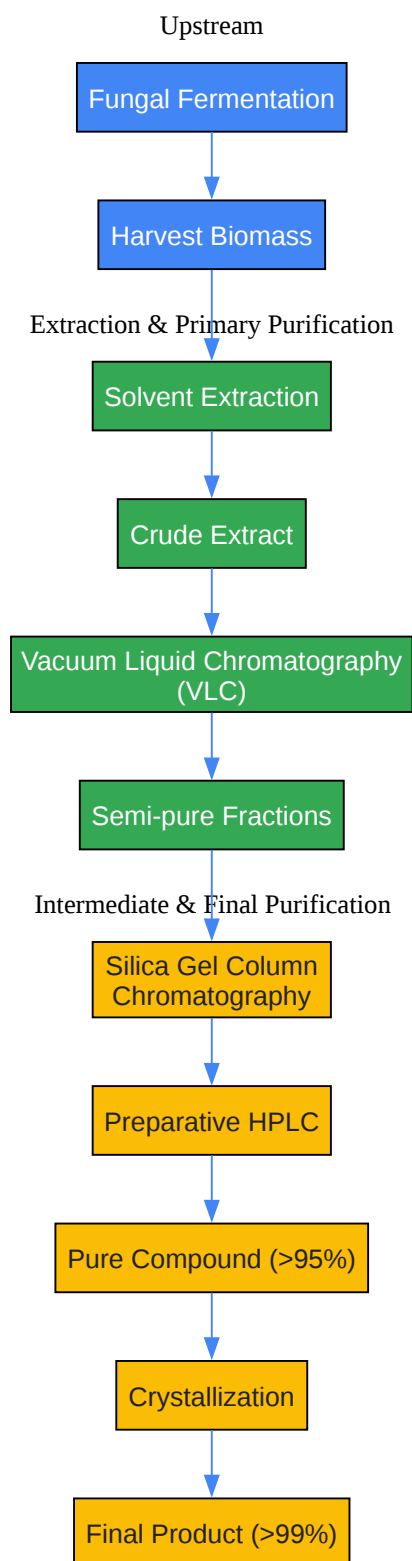 Upstream
Fungal Fermentation
Harvest Biomass
Extraction & Primary Purification
Solvent Extraction
Crude Extract
Vacuum Liquid Chromatography
(VLC)
Semi-pure Fractions
Intermediate & Final Purification
Silica Gel Column
Chromatography
Preparative HPLC
Pure Compound (>95%)
Crystallization
Final Product (>99%)